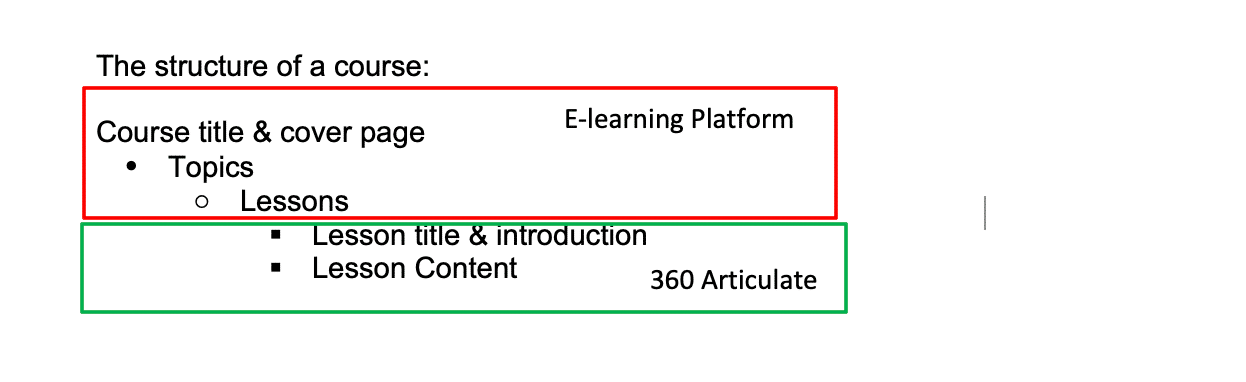 The structure of a course:
E-learning Platform
Course title & cover page
• Topics
○ Lessons
▪ Lesson title & introduction
▪ Lesson Content
360 Articulate